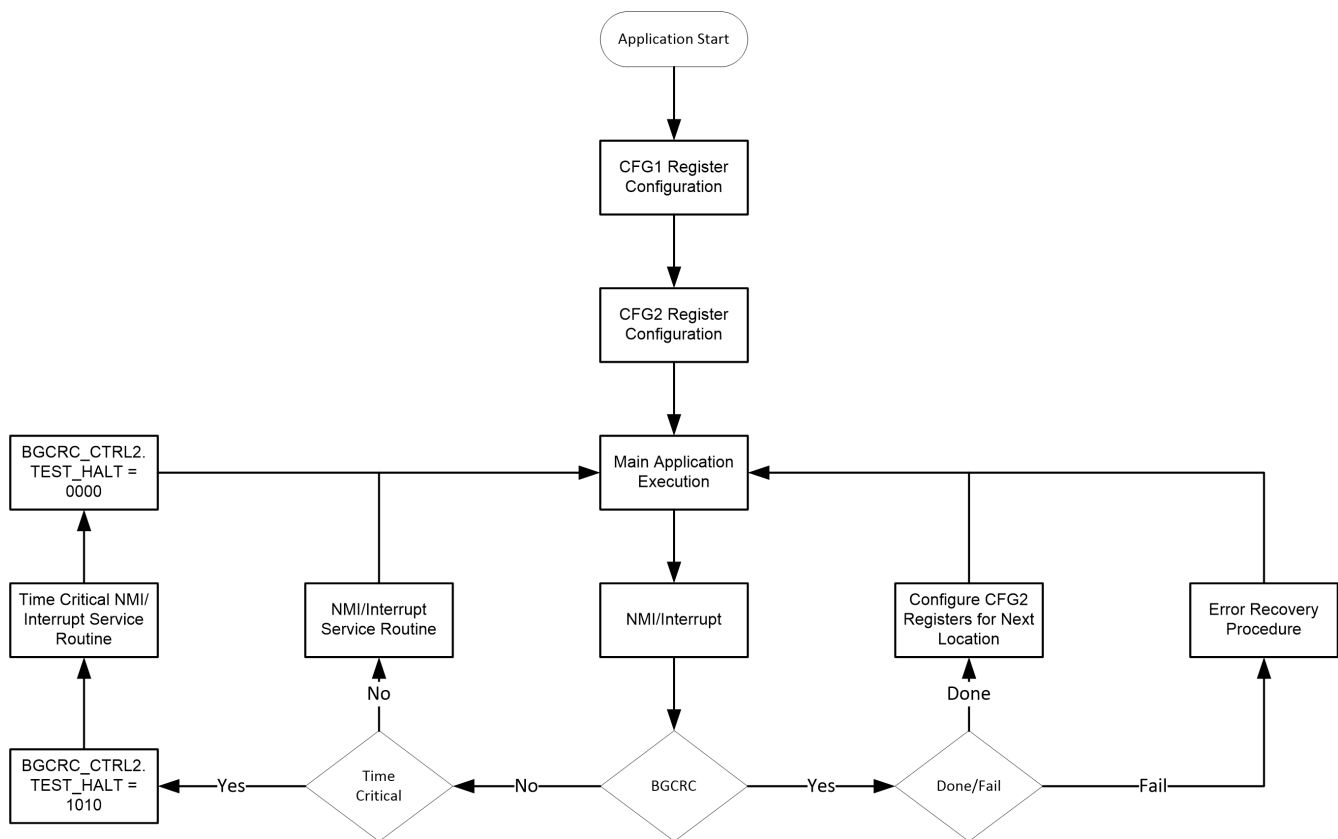 Application Start
CFG1 Register
Configuration
CFG2 Register
Configuration
BGCRC_CTRL2.
TEST_HALT =
0000
Main Application
Execution
Time Critical NMI/
Interrupt Service
Routine
NMI/Interrupt
Service Routine
NMI/Interrupt
Configure CFG2
Registers for Next
Location
Error Recovery
Procedure
No
Done
BGCRC_CTRL2.
TEST_HALT =
1010
Yes
Time
Critical
No
BGCRC
Yes
Done/Fail
Fail